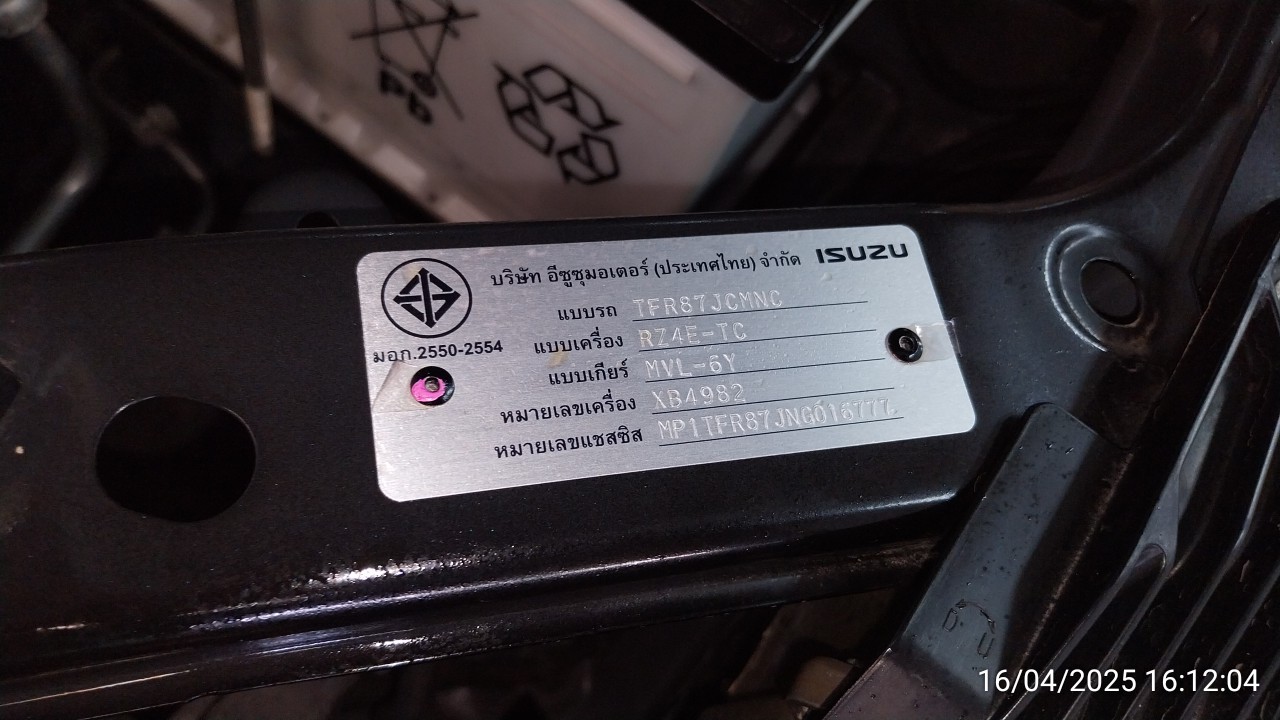 บริษัท อีซูซุมอเตอร์ (ประเทศไทย) จำกัด ISUZU
แบบรถ TFR87JCMNC
มอก.2550-2554
แบบเครื่อง RZ4E-TC
แบบเกียร์ MVL-6Y
หมายเลขเครื่อง XB4982
หมายเลขแชสซิส
16/04/2025 16:12:04